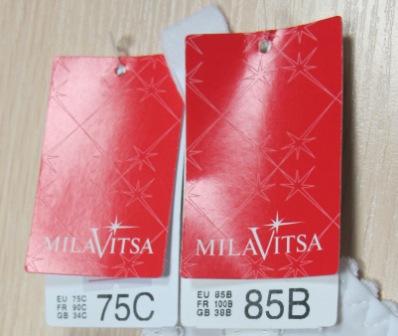 MILAVITSA
EU 75C
FR 90C
GB 34C
75C
MILAVITSA
EU 85B
FR 100B
GB 38B
85B